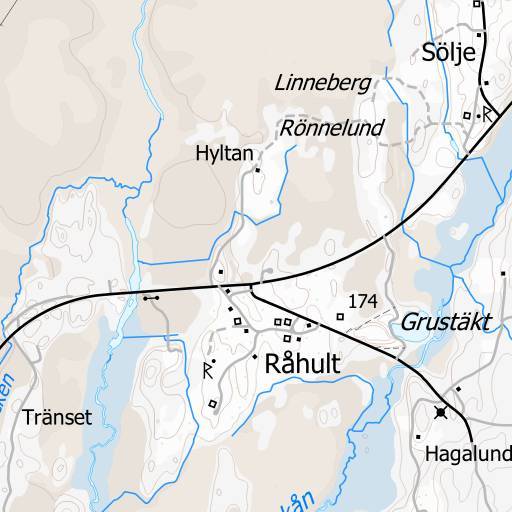 Sölje
Linneberg
Rönnelund
Hyltan
R
174
Grustäkt
Råhult
R
Tränset
Hagalund